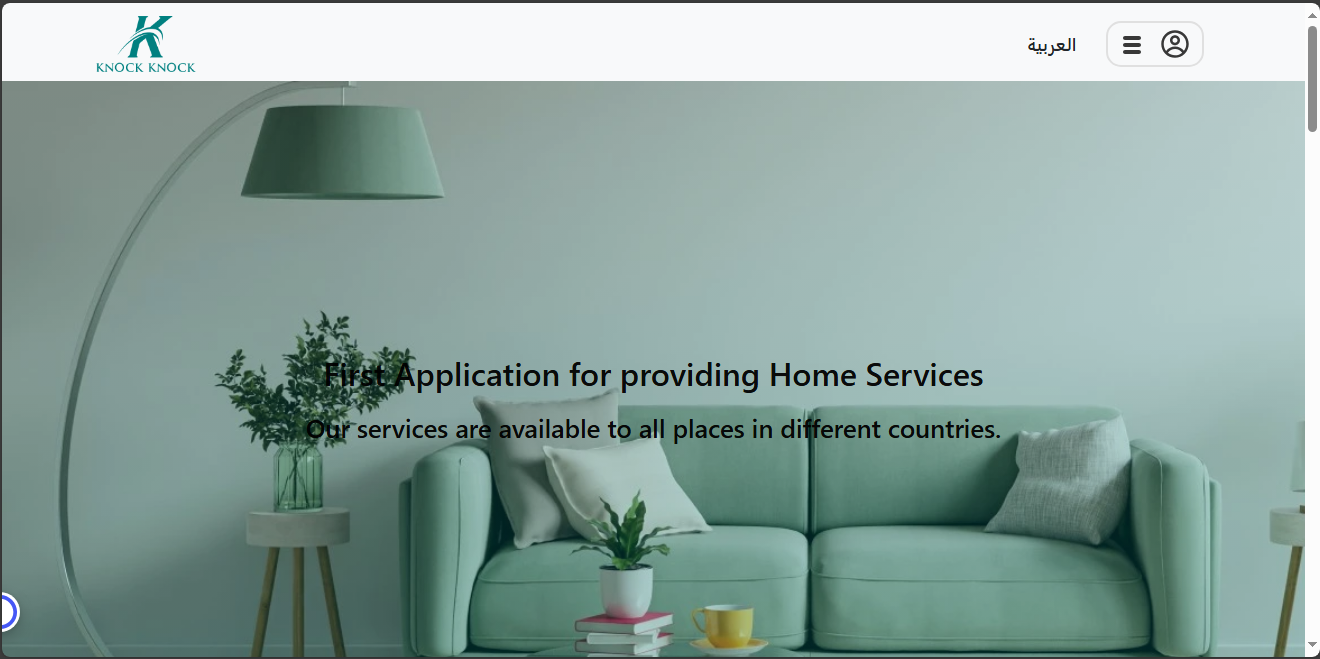 KNOCK KNOCK
العربية
First Application for providing Home Services
Our services are available to all places in different countries.